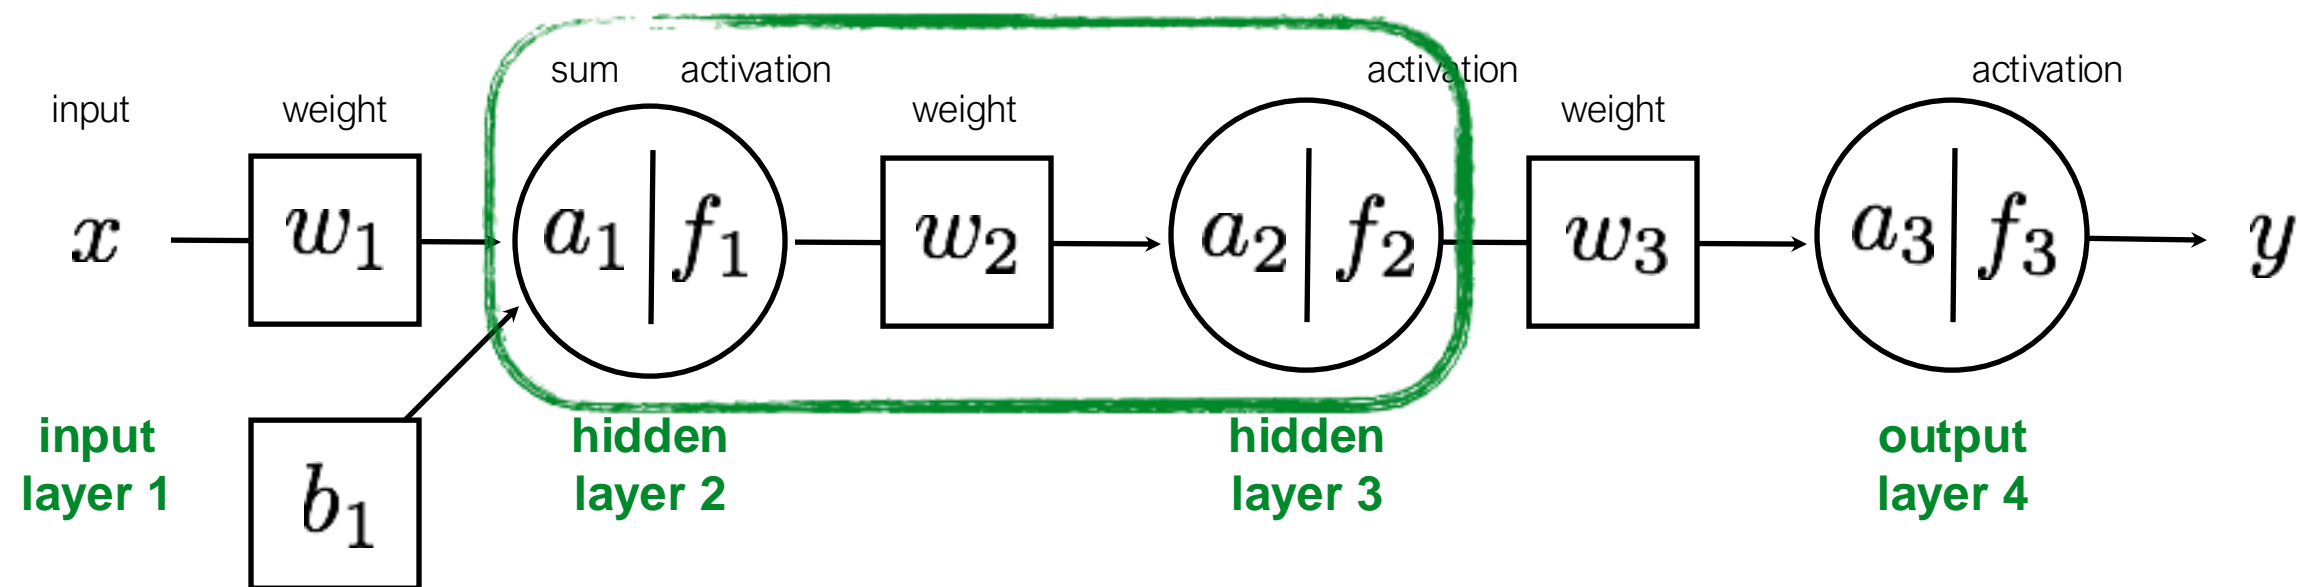 sum activation activation activation
input weight weight weight
x w₁ a₁ | f₁ w₂ a₂ | f₂ w₃ a₃ | f₃ y
input hidden hidden output
layer 1 layer 2 layer 3 layer 4
b₁